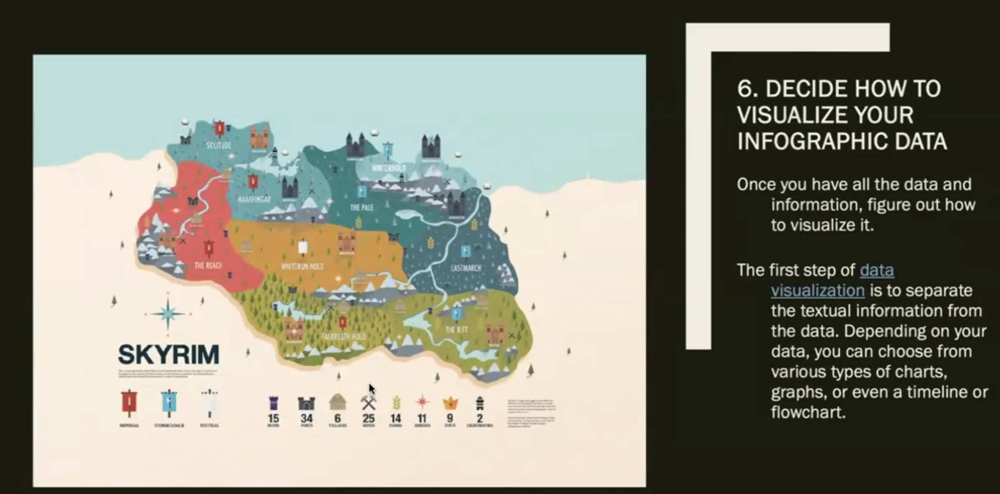 SOLITUDE
WINTERHOLD
HAARFINGAR
THE PALE
THE REACH
WHITERUN HOLD
EASTMARCH
THE RIFT
FALKREATH HOLD
SKYRIM
IMPERIAL
STORMCLOACK
NEUTRAL
15
34
6
25
14
11
9
2
RUINS
FORTS
VILLAGES
MINES
FARMS
SHRINES
JARLS
LIGHTHOUSES
6. DECIDE HOW TO
VISUALIZE YOUR
INFOGRAPHIC DATA
Once you have all the data and
information, figure out how
to visualize it.
The first step of data
visualization is to separate
the textual information from
the data. Depending on your
data, you can choose from
various types of charts,
graphs, or even a timeline or
flowchart.